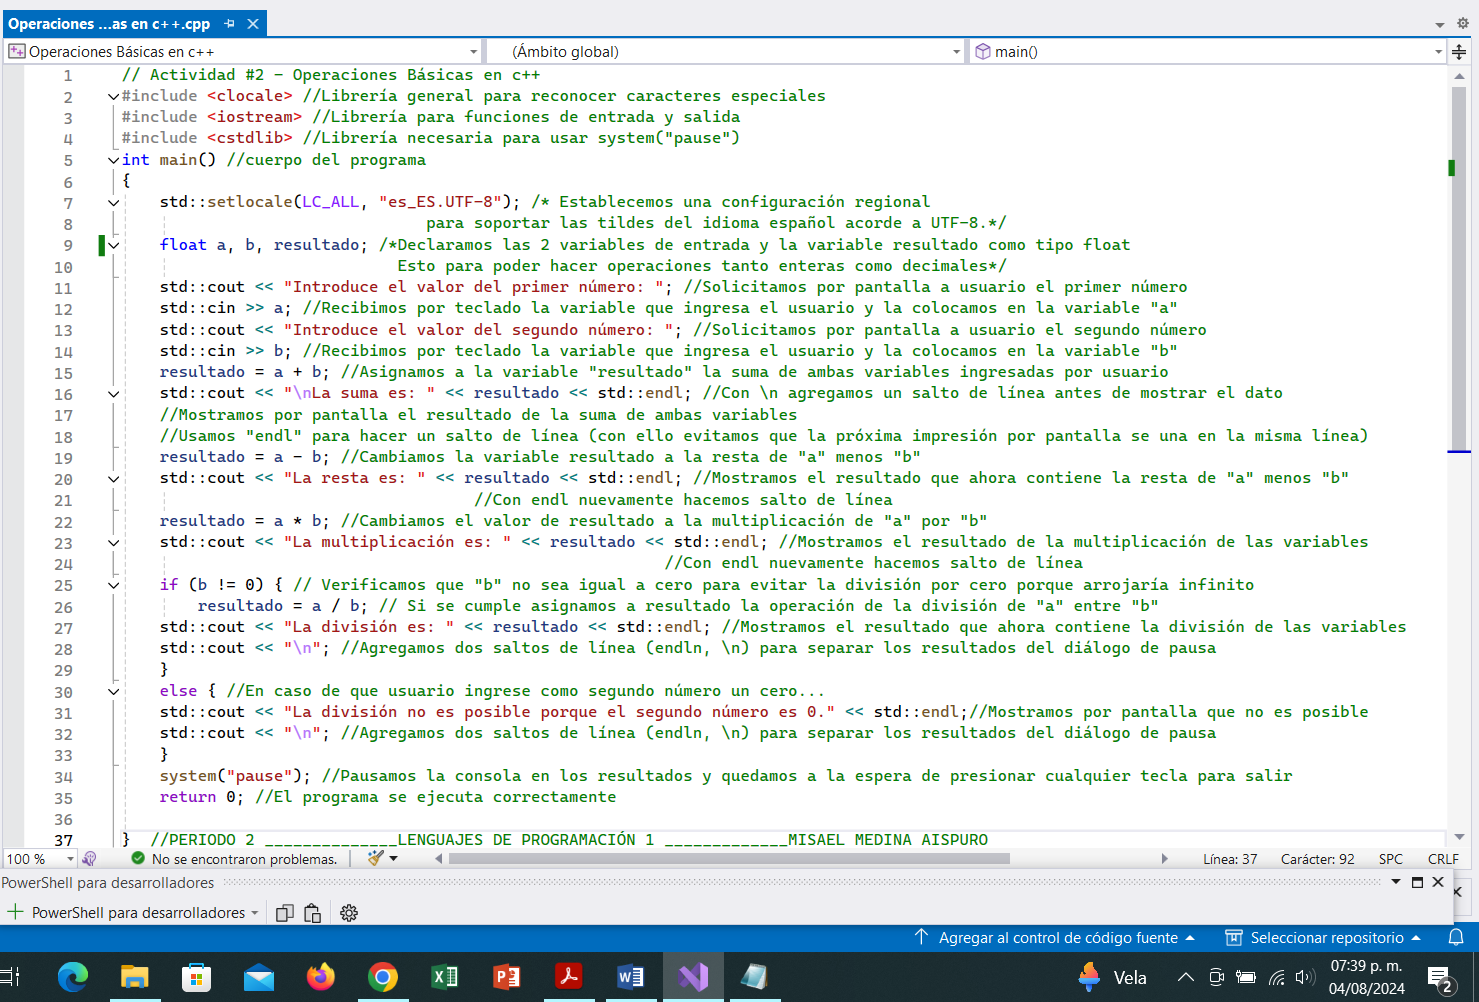 Operaciones ...as en c++.cpp
Operaciones Básicas en c++ (Ámbito global) main()
1 // Actividad #2 - Operaciones Básicas en c++
2 #include <clocale> //Librería general para reconocer caracteres especiales
3 #include <iostream> //Librería para funciones de entrada y salida
4 #include <cstdlib> //Librería necesaria para usar system("pause")
5 int main() //cuerpo del programa
6 {
7 std::setlocale(LC_ALL, "es_ES.UTF-8"); /* Establecemos una configuración regional
8 para soportar las tildes del idioma español acorde a UTF-8.*/
9 float a, b, resultado; /*Declaramos las 2 variables de entrada y la variable resultado como tipo float
10 Esto para poder hacer operaciones tanto enteras como decimales*/
11 std::cout << "Introduce el valor del primer número: "; //Solicitamos por pantalla a usuario el primer número
12 std::cin >> a; //Recibimos por teclado la variable que ingresa el usuario y la colocamos en la variable "a"
13 std::cout << "Introduce el valor del segundo número: "; //Solicitamos por pantalla a usuario el segundo número
14 std::cin >> b; //Recibimos por teclado la variable que ingresa el usuario y la colocamos en la variable "b"
15 resultado = a + b; //Asignamos a la variable "resultado" la suma de ambas variables ingresadas por usuario
16 std::cout << "\nLa suma es: " << resultado << std::endl; //Con \n agregamos un salto de línea antes de mostrar el dato
17 //Mostramos por pantalla el resultado de la suma de ambas variables
18 //Usamos "endl" para hacer un salto de línea (con ello evitamos que la próxima impresión por pantalla se una en la misma línea)
19 resultado = a - b; //Cambiamos la variable resultado a la resta de "a" menos "b"
20 std::cout << "La resta es: " << resultado << std::endl; //Mostramos el resultado que ahora contiene la resta de "a" menos "b"
21 //Con endl nuevamente hacemos salto de línea
22 resultado = a * b; //Cambiamos el valor de resultado a la multiplicación de "a" por "b"
23 std::cout << "La multiplicación es: " << resultado << std::endl; //Mostramos el resultado de la multiplicación de las variables
24 //Con endl nuevamente hacemos salto de línea
25 if (b != 0) { // Verificamos que "b" no sea igual a cero para evitar la división por cero porque arrojaría infinito
26 resultado = a / b; // Si se cumple asignamos a resultado la operación de la división de "a" entre "b"
27 std::cout << "La división es: " << resultado << std::endl; //Mostramos el resultado que ahora contiene la división de las variables
28 std::cout << "\n"; //Agregamos dos saltos de línea (endln, \n) para separar los resultados del diálogo de pausa
29 }
30 else { //En caso de que usuario ingrese como segundo número un cero...
31 std::cout << "La división no es posible porque el segundo número es 0." << std::endl;//Mostramos por pantalla que no es posible
32 std::cout << "\n"; //Agregamos dos saltos de línea (endln, \n) para separar los resultados del diálogo de pausa
33 }
34 system("pause"); //Pausamos la consola en los resultados y quedamos a la espera de presionar cualquier tecla para salir
35 return 0; //El programa se ejecuta correctamente
36
37 } //PERIODO 2 ______________LENGUAJES DE PROGRAMACIÓN 1 _____________MISAEL MEDINA AISPURO
100 % No se encontraron problemas. Línea: 37 Carácter: 92 SPC CRLF
PowerShell para desarrolladores
PowerShell para desarrolladores
Agregar al control de código fuente Seleccionar repositorio
Vela 07:39 p. m.
04/08/2024 2